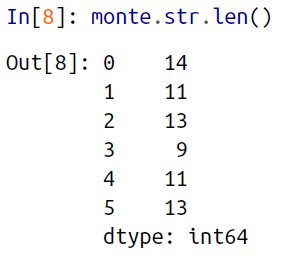 In[8]: monte.str.len()
Out[8]: 0    14
1    11
2    13
3     9
4    11
5    13
dtype: int64